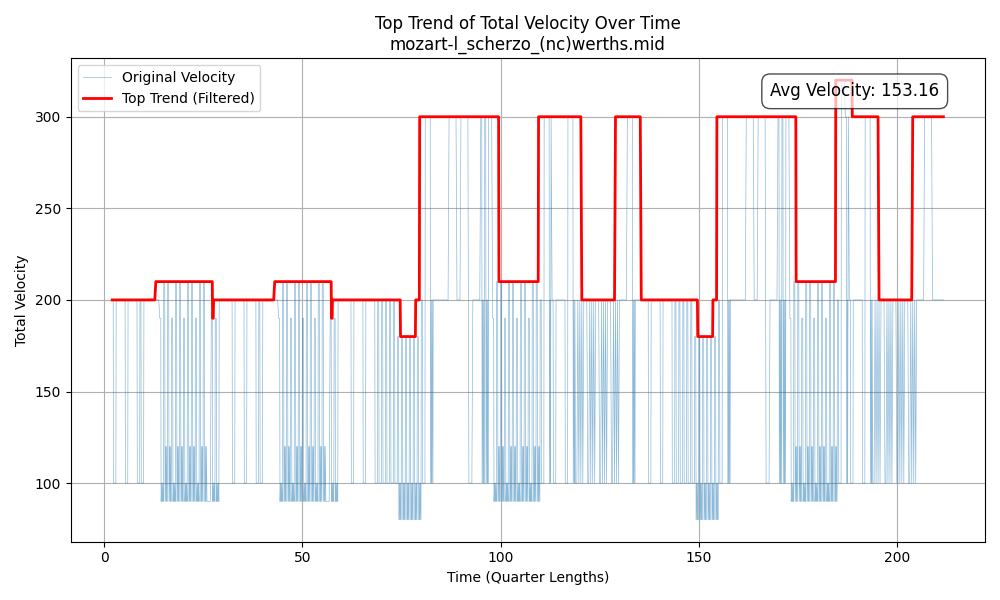 Top Trend of Total Velocity Over Time
mozart-l_scherzo_(nc)werths.mid
Original Velocity
Top Trend (Filtered)
Avg Velocity: 153.16
Total Velocity
300
250
200
150
100
0 50 100 150 200
Time (Quarter Lengths)